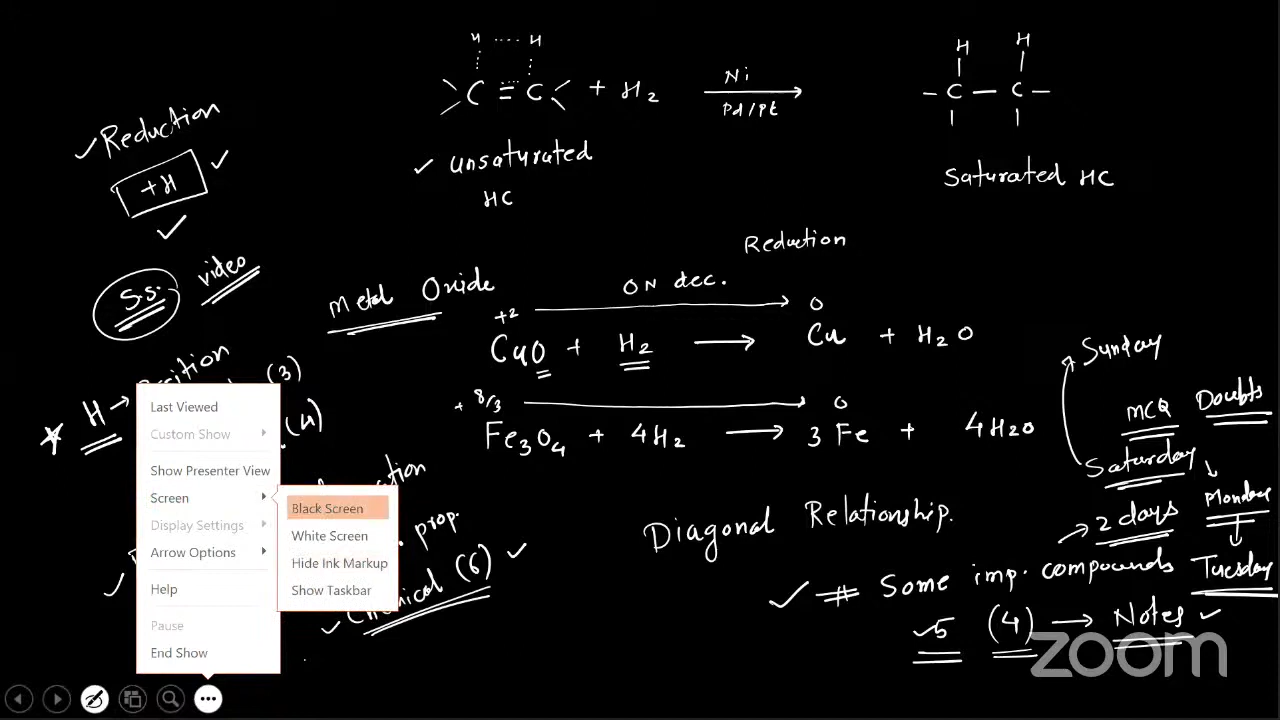 H ---- H
C = C + H2 Ni Pd/Pt - C - C -
H H
✓ Reduction
+H ✓
✓
✓ Unsaturated HC
Saturated HC
S.S. video
Reduction
Metal Oxide
ON dec.
+2 0
CuO + H2 → Cu + H2O
+8/3 0
Fe3O4 + 4H2 → 3Fe + 4H2O
H →
(3)
Sunday
MCQ Doubts
Saturday
2 days Monday
Diagonal Relationship.
# Some imp. compounds Tuesday
✓5 (4) → Notes ✓
prop.
✓ Chemical (6) ✓
Last Viewed
Custom Show
Show Presenter View
Screen
Display Settings
Arrow Options
Help
Pause
End Show
Black Screen
White Screen
Hide Ink Markup
Show Taskbar
zoom